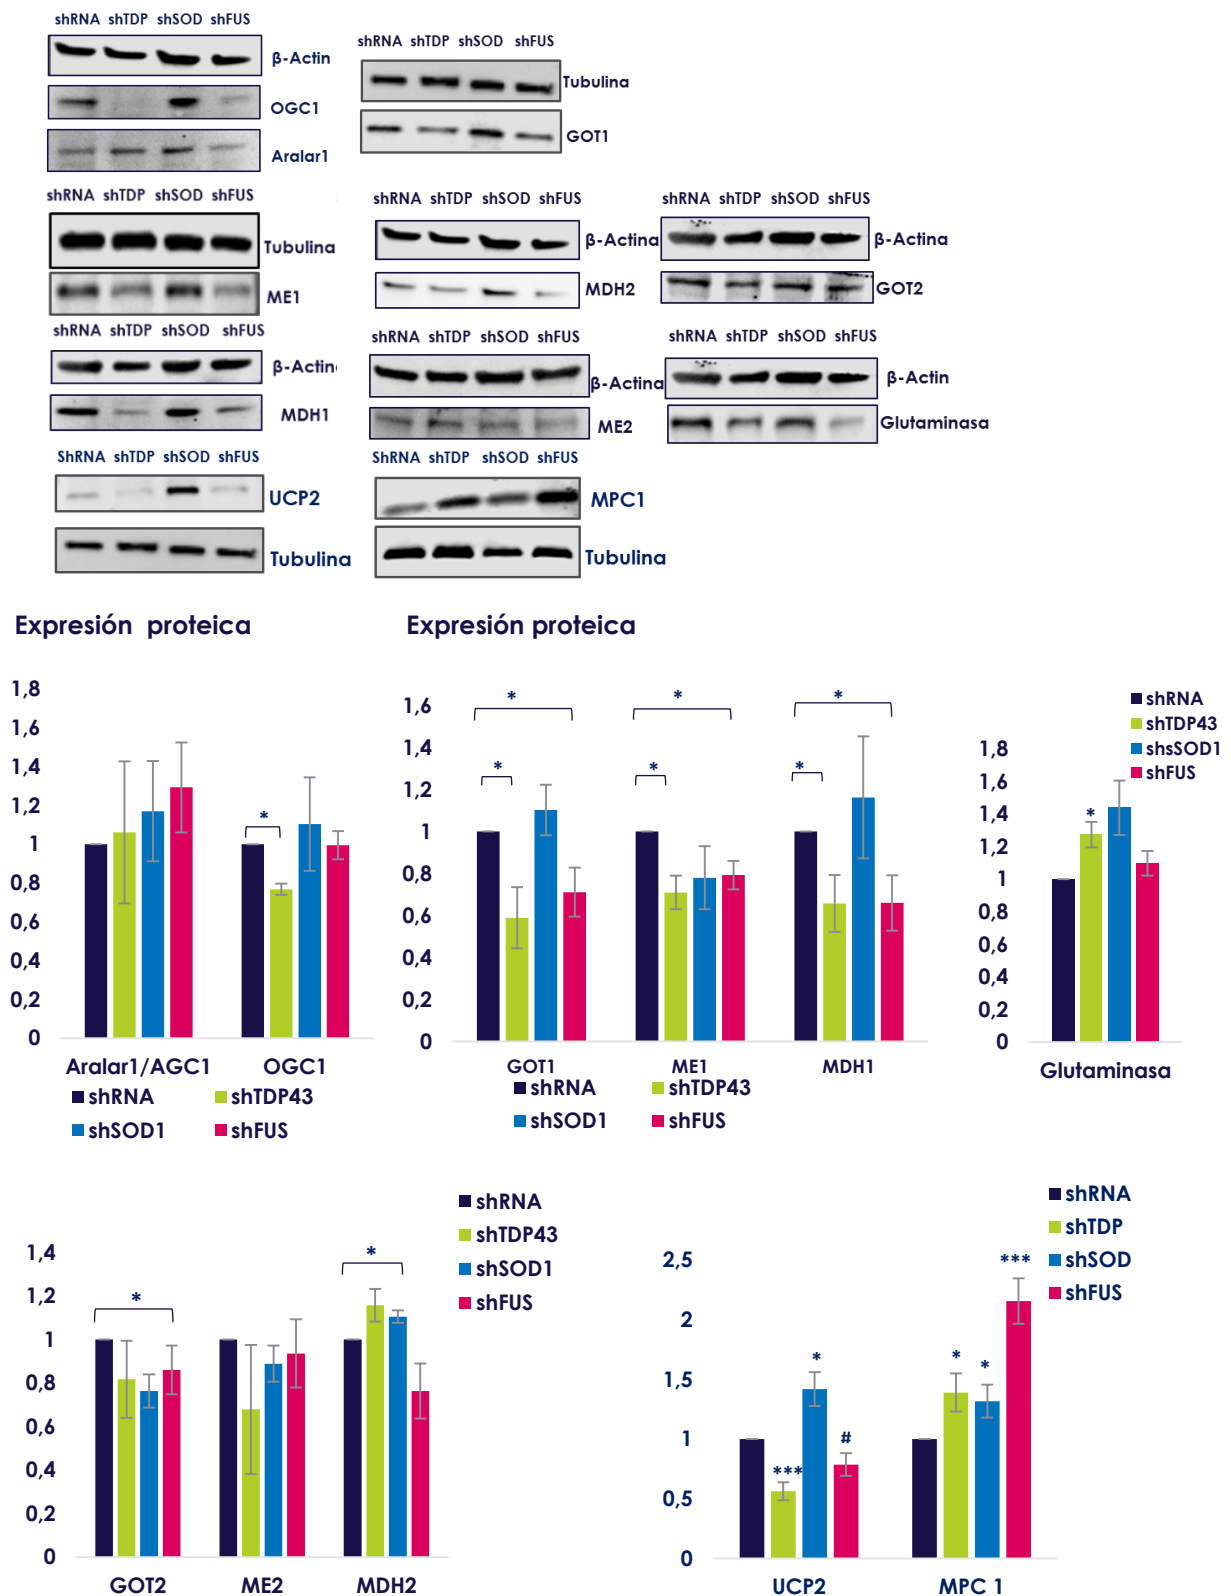 shRNA shTDP shSOD shFUS
β-Actin
OGC1
Aralar1
shRNA shTDP shSOD shFUS
Tubulina
GOT1
shRNA shTDP shSOD shFUS
Tubulina
ME1
shRNA shTDP shSOD shFUS
β-Actina
MDH2
shRNA shTDP shSOD shFUS
β-Actina
GOT2
shRNA shTDP shSOD shFUS
β-Actin
MDH1
shRNA shTDP shSOD shFUS
β-Actina
ME2
shRNA shTDP shSOD shFUS
β-Actin
Glutaminasa
ShRNA shTDP shSOD shFUS
UCP2
Tubulina
ShRNA shTDP shSOD shFUS
MPC1
Tubulina
Expresión proteica
1,8
1,6
1,4
1,2
1
0,8
0,6
0,4
0,2
0
*
Aralar1/AGC1 OGC1
shRNA shTDP43
shSOD1 shFUS
Expresión proteica
1,6
1,4
1,2
1
0,8
0,6
0,4
0,2
0
* * *
* * *
GOT1 ME1 MDH1
shRNA shTDP43
shSOD1 shFUS
shRNA
shTDP43
shsSOD1
shFUS
1,8
1,6
1,4
1,2
1
0,8
0,6
0,4
0,2
0
*
Glutaminasa
shRNA
shTDP43
shSOD1
shFUS
1,4
1,2
1
0,8
0,6
0,4
0,2
0
* *
GOT2 ME2 MDH2
shRNA
shTDP
shSOD
shFUS
2,5
2
1,5
1
0,5
0
*** * # * * ***
UCP2 MPC 1